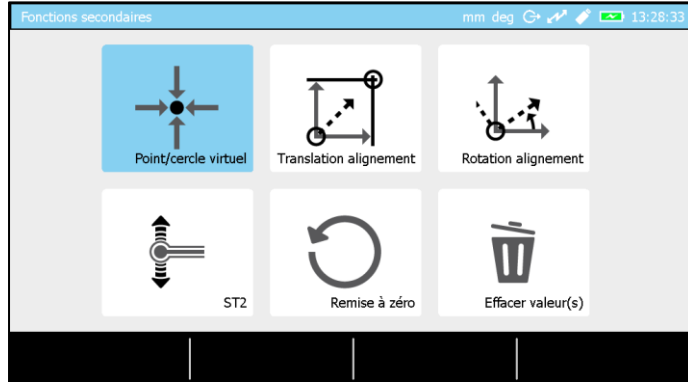 Fonctions secondaires
mm deg 13:28:33
Point/cercle virtuel
Translation alignement
Rotation alignement
ST2
Remise à zéro
Effacer valeur(s)